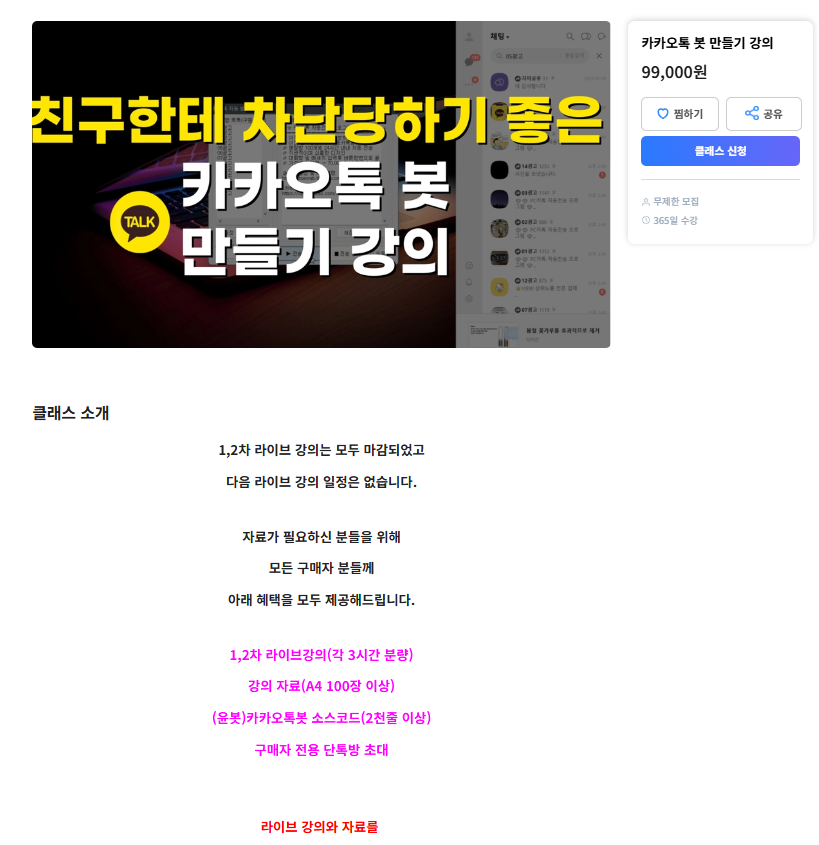 채팅
05광고
친구한테 차단당하기 좋은
카카오톡 봇
만들기 강의
TALK
카카오톡 봇 만들기 강의
99,000원
찜하기
공유
클래스 신청
무제한 모집
365일 수강
클래스 소개
1,2차 라이브 강의는 모두 마감되었고
다음 라이브 강의 일정은 없습니다.
자료가 필요하신 분들을 위해
모든 구매자 분들께
아래 혜택을 모두 제공해드립니다.
1,2차 라이브강의(각 3시간 분량)
강의 자료(A4 100장 이상)
(윤봇)카카오톡봇 소스코드(2천줄 이상)
구매자 전용 단톡방 초대
라이브 강의와 자료를